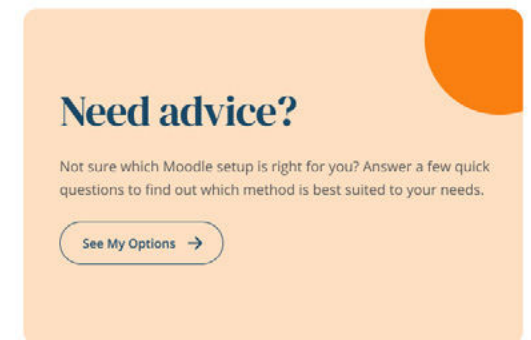 Need advice?
Not sure which Moodle setup is right for you? Answer a few quick
questions to find out which method is best suited to your needs.
See My Options →